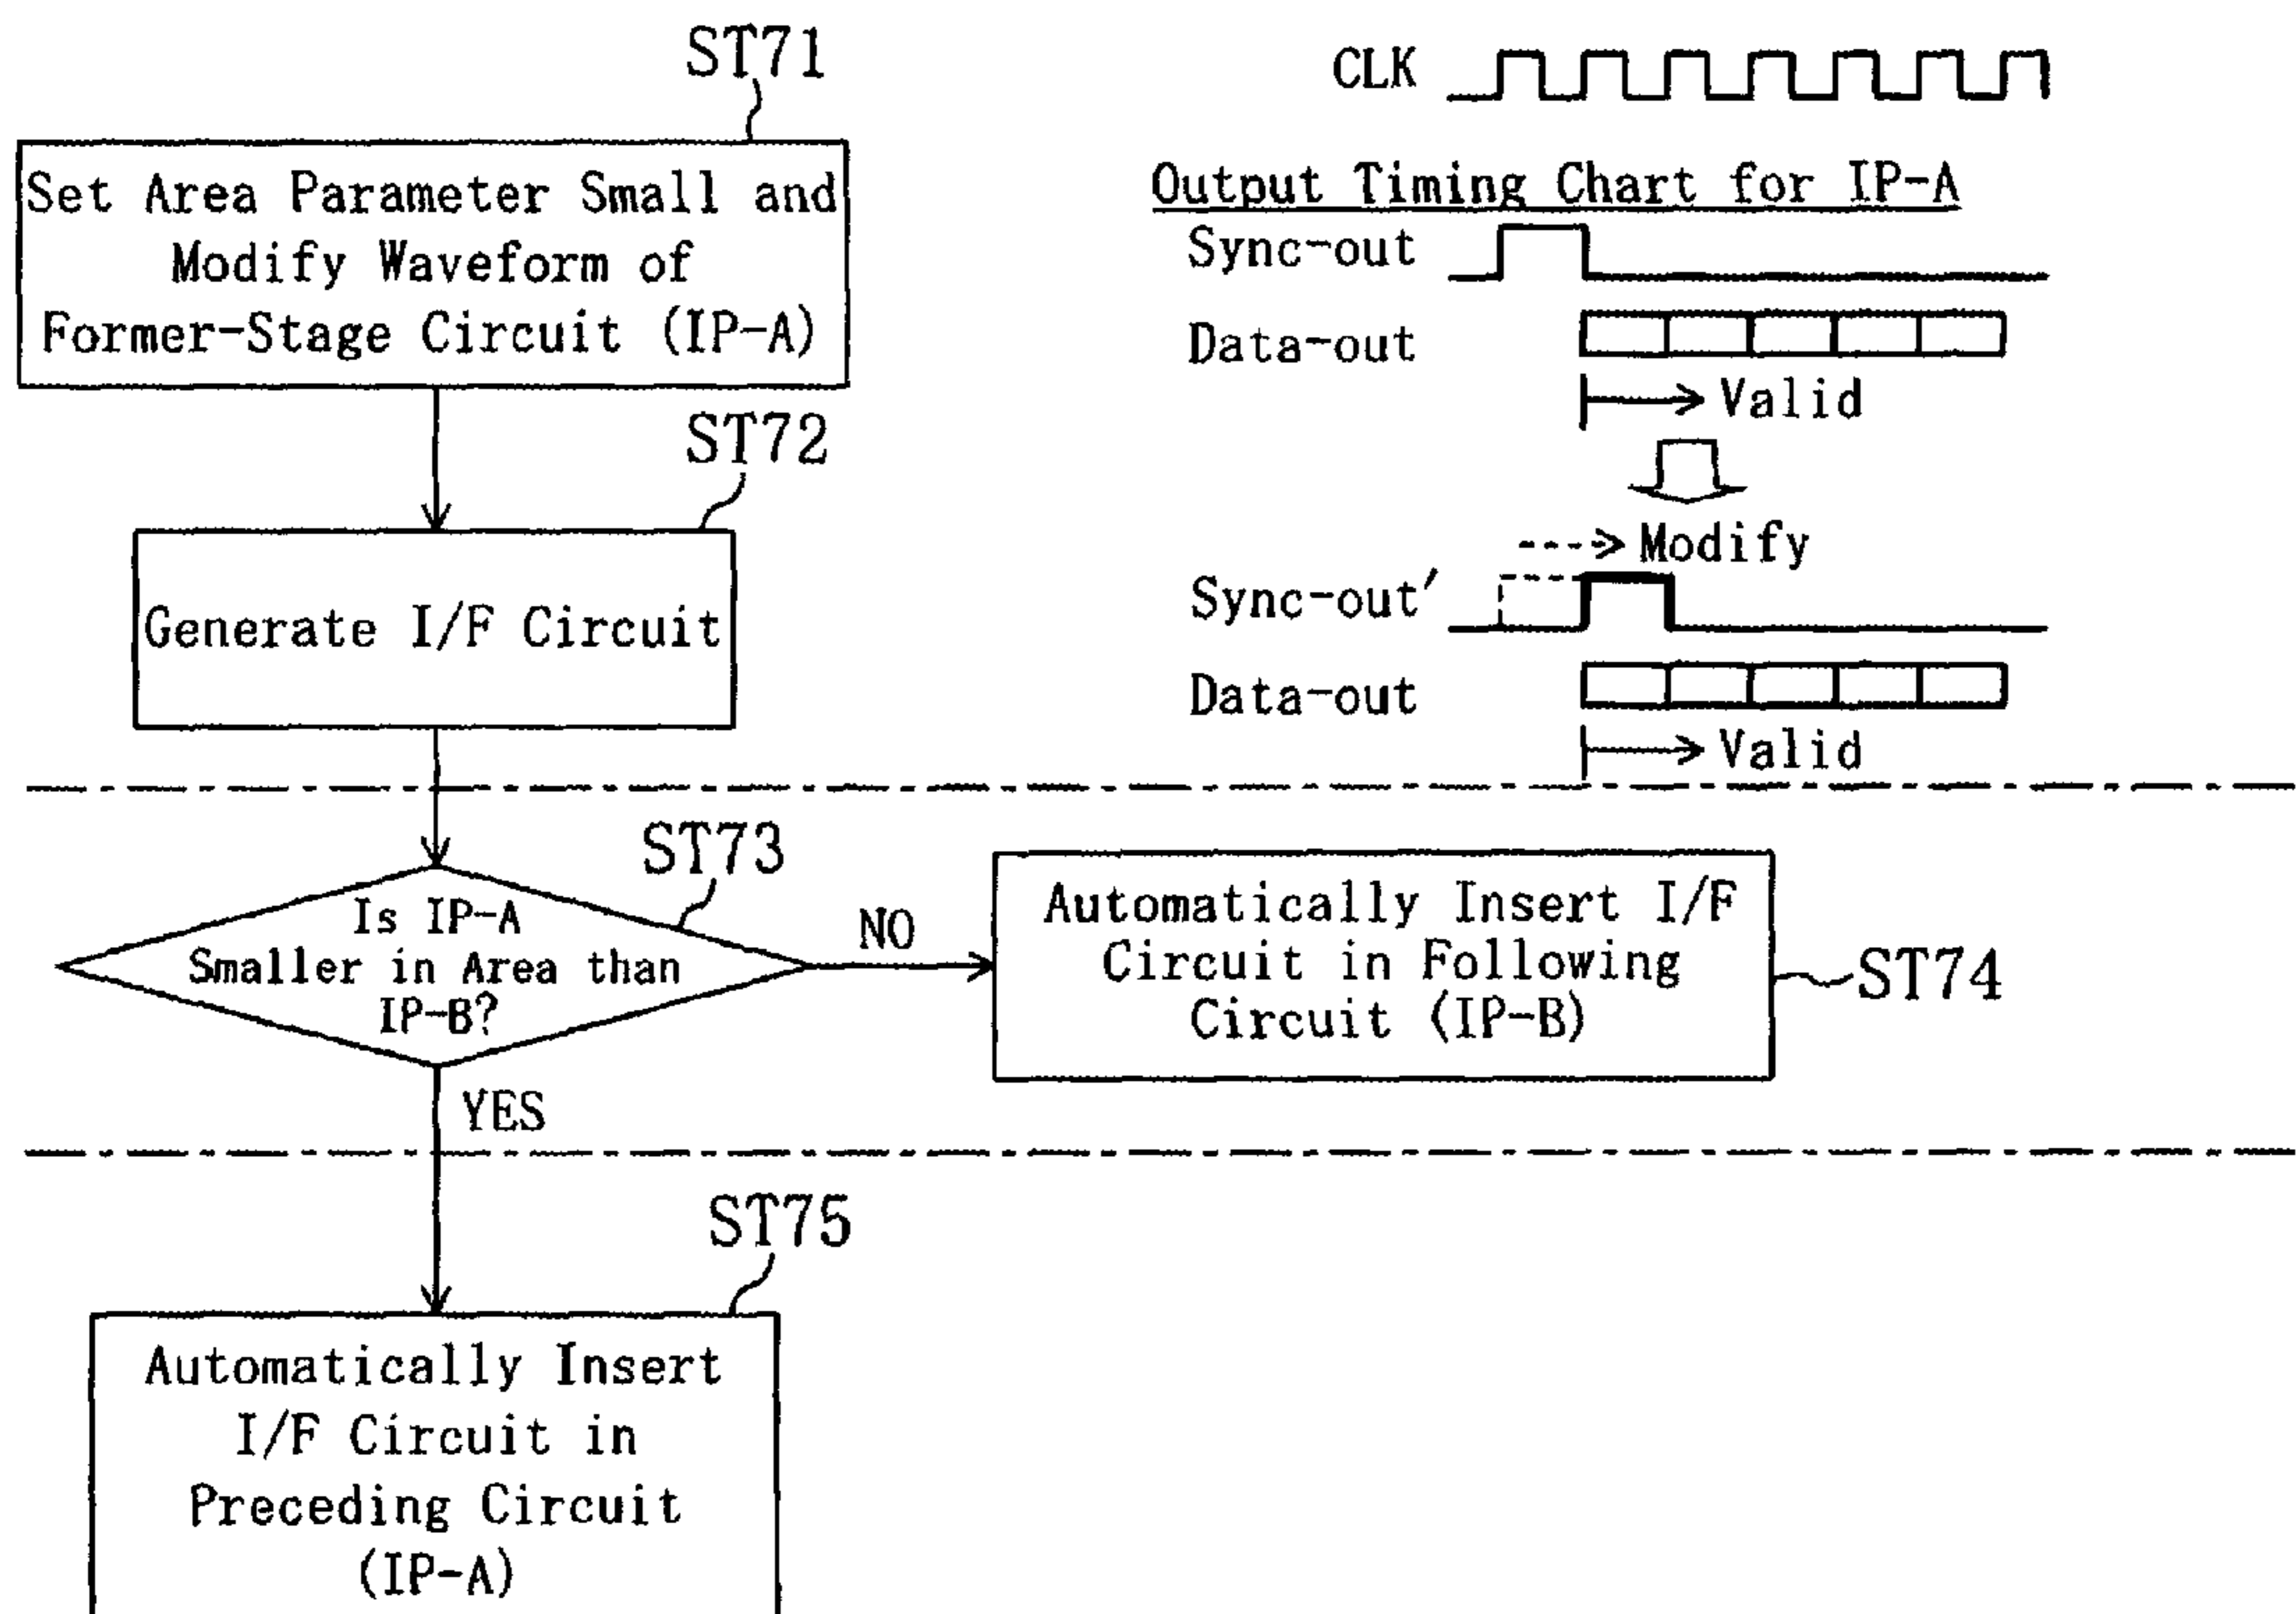 ST71
Set Area Parameter Small and
Modify Waveform of
Former-Stage Circuit (IP-A)
ST72
Generate I/F Circuit
CLK
Output Timing Chart for IP-A
Sync-out
Data-out
Valid
Modify
Sync-out′
Data-out
Valid
ST73
Is IP-A
Smaller in Area than
IP-B?
NO
Automatically Insert I/F
Circuit in Following
Circuit (IP-B)
ST74
YES
ST75
Automatically Insert
I/F Circuit in
Preceding Circuit
(IP-A)